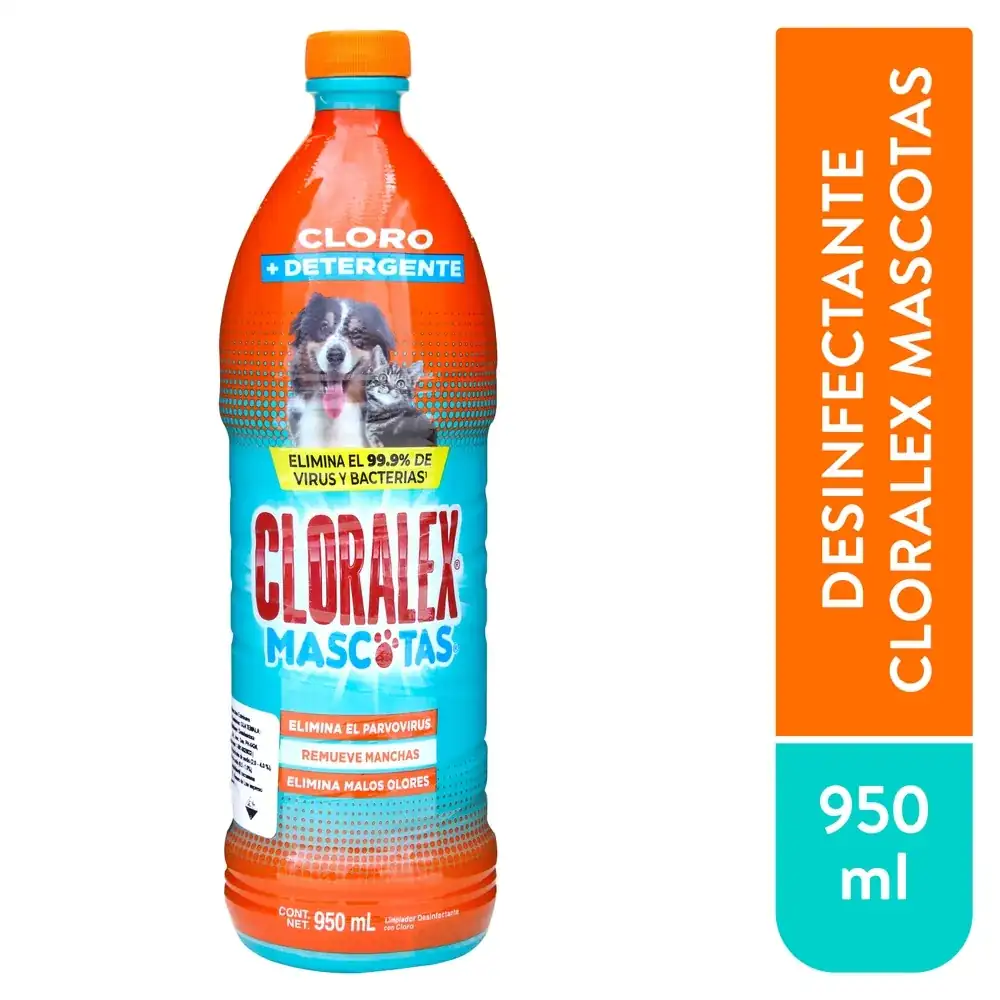 CLORO
+ DETERGENTE
ELIMINA EL 99.9% DE
VIRUS Y BACTERIAS¹
CLORALEX®
MASCOTAS®
ELIMINA EL PARVOVIRUS
REMUEVE MANCHAS
ELIMINA MALOS OLORES
CONT.
NET. 950 mL
Limpiador Desinfectante
con Cloro
DESINFECTANTE
CLORALEX MASCOTAS
950
ml